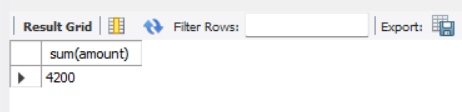 Result Grid Filter Rows: Export:
sum(amount)
4200